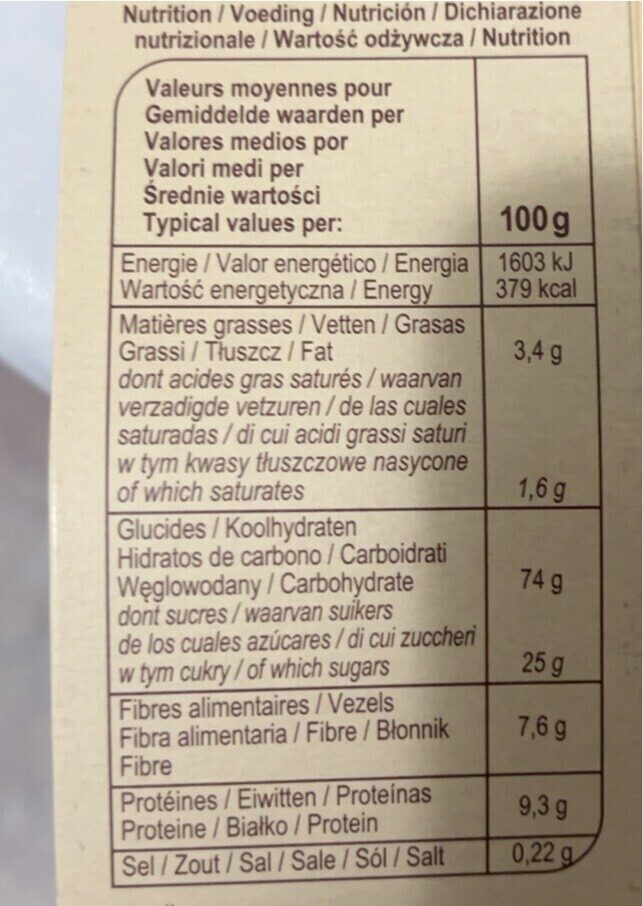 Nutrition / Voeding / Nutrición / Dichiarazione
nutrizionale / Wartość odżywcza / Nutrition
Valeurs moyennes pour
Gemiddelde waarden per
Valores medios por
Valori medi per
Średnie wartości
Typical values per:
100 g
Energie / Valor energético / Energia
Wartość energetyczna / Energy
1603 kJ
379 kcal
Matières grasses / Vetten / Grasas
Grassi / Tłuszcz / Fat
3,4 g
dont acides gras saturés / waarvan
verzadigde vetzuren / de las cuales
saturadas / di cui acidi grassi saturi
w tym kwasy tłuszczowe nasycone
of which saturates
1,6 g
Glucides / Koolhydraten
Hidratos de carbono / Carboidrati
Węglowodany / Carbohydrate
74 g
dont sucres / waarvan suikers
de los cuales azúcares / di cui zuccheri
w tym cukry / of which sugars
25 g
Fibres alimentaires / Vezels
Fibra alimentaria / Fibre / Błonnik
Fibre
7,6 g
Protéines / Eiwitten / Proteínas
Proteine / Białko / Protein
9,3 g
Sel / Zout / Sal / Sale / Sól / Salt
0,22 g